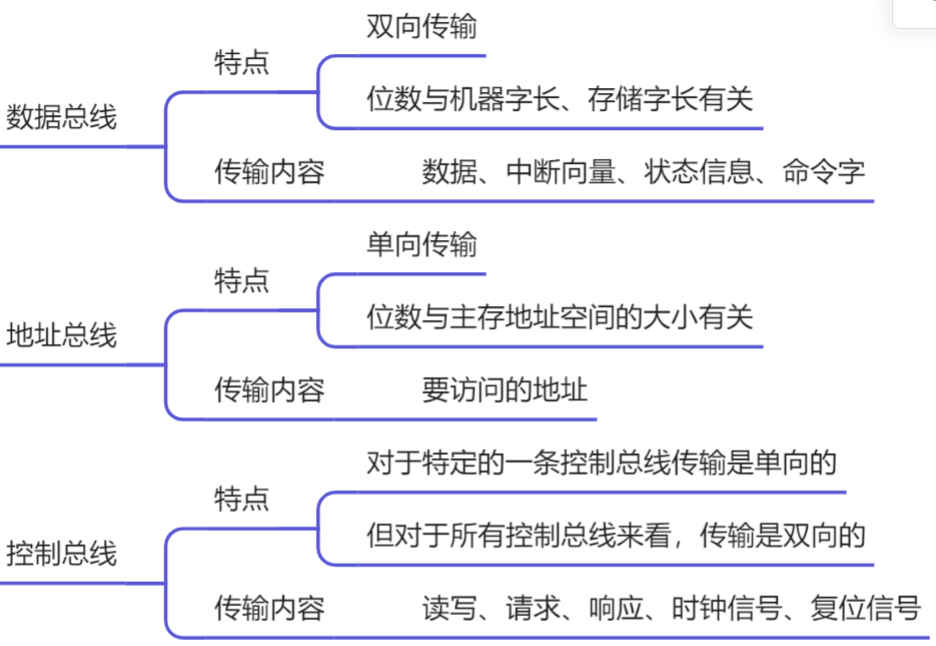 双向传输
特点
位数与机器字长、存储字长有关
数据总线
传输内容 数据、中断向量、状态信息、命令字
单向传输
特点
位数与主存地址空间的大小有关
地址总线
传输内容 要访问的地址
对于特定的一条控制总线传输是单向的
特点
但对于所有控制总线来看，传输是双向的
控制总线
传输内容 读写、请求、响应、时钟信号、复位信号